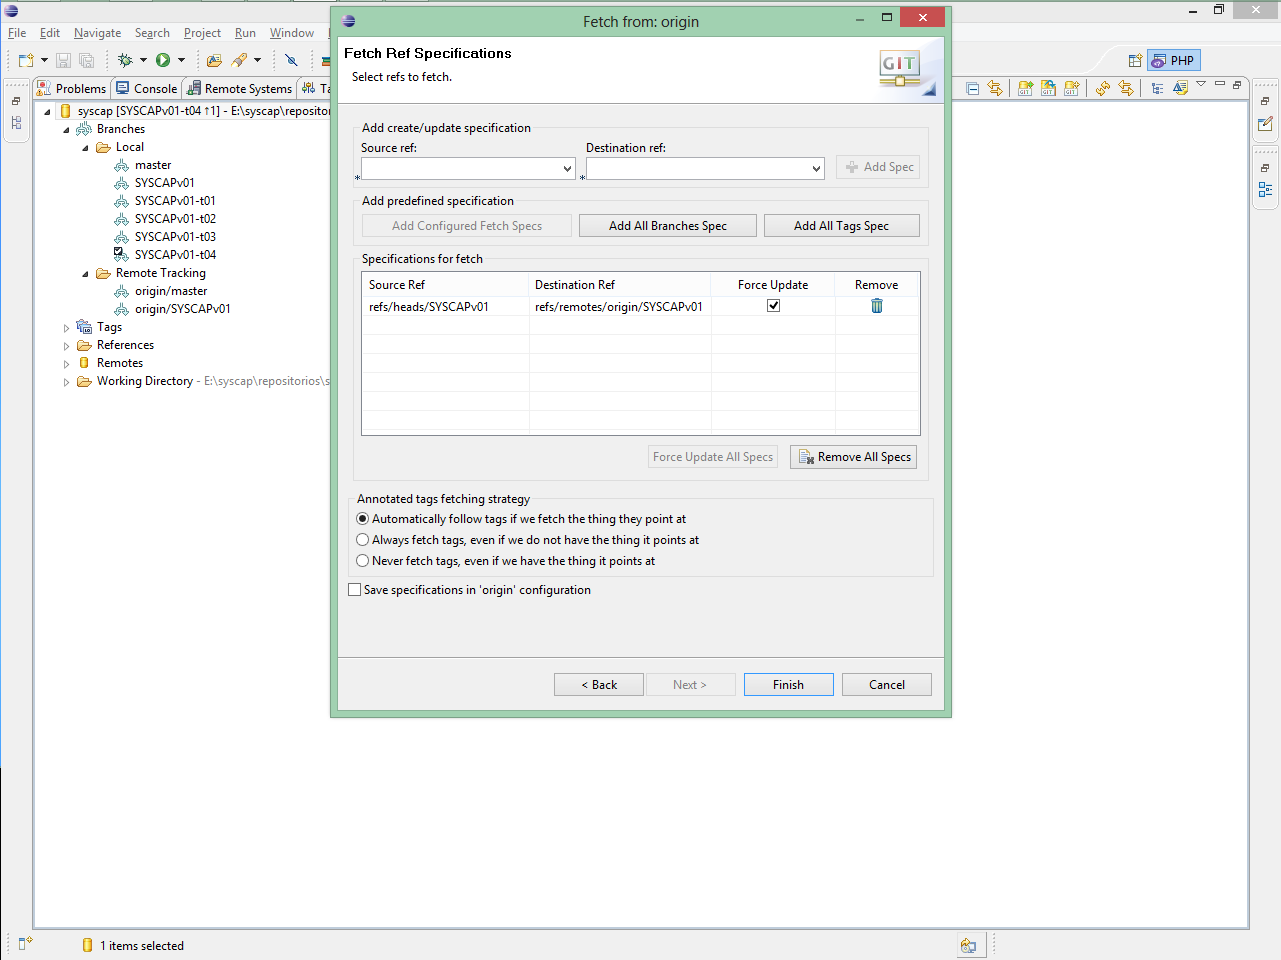 Fetch from: origin
File Edit Navigate Search Project Run Window
Fetch Ref Specifications
Select refs to fetch.
GIT
PHP
Problems Console Remote Systems Ta
syscap [SYSCAPv01-t04 ↑1] - E:\syscap\repositori
Branches
Local
master
SYSCAPv01
SYSCAPv01-t01
SYSCAPv01-t02
SYSCAPv01-t03
SYSCAPv01-t04
Remote Tracking
origin/master
origin/SYSCAPv01
Tags
References
Remotes
Working Directory - E:\syscap\repositorios\s
Add create/update specification
Source ref: Destination ref:
* * Add Spec
Add predefined specification
Add Configured Fetch Specs Add All Branches Spec Add All Tags Spec
Specifications for fetch
Source Ref Destination Ref Force Update Remove
refs/heads/SYSCAPv01 refs/remotes/origin/SYSCAPv01
Force Update All Specs Remove All Specs
Annotated tags fetching strategy
Automatically follow tags if we fetch the thing they point at
Always fetch tags, even if we do not have the thing it points at
Never fetch tags, even if we have the thing it points at
Save specifications in 'origin' configuration
< Back Next > Finish Cancel
1 items selected